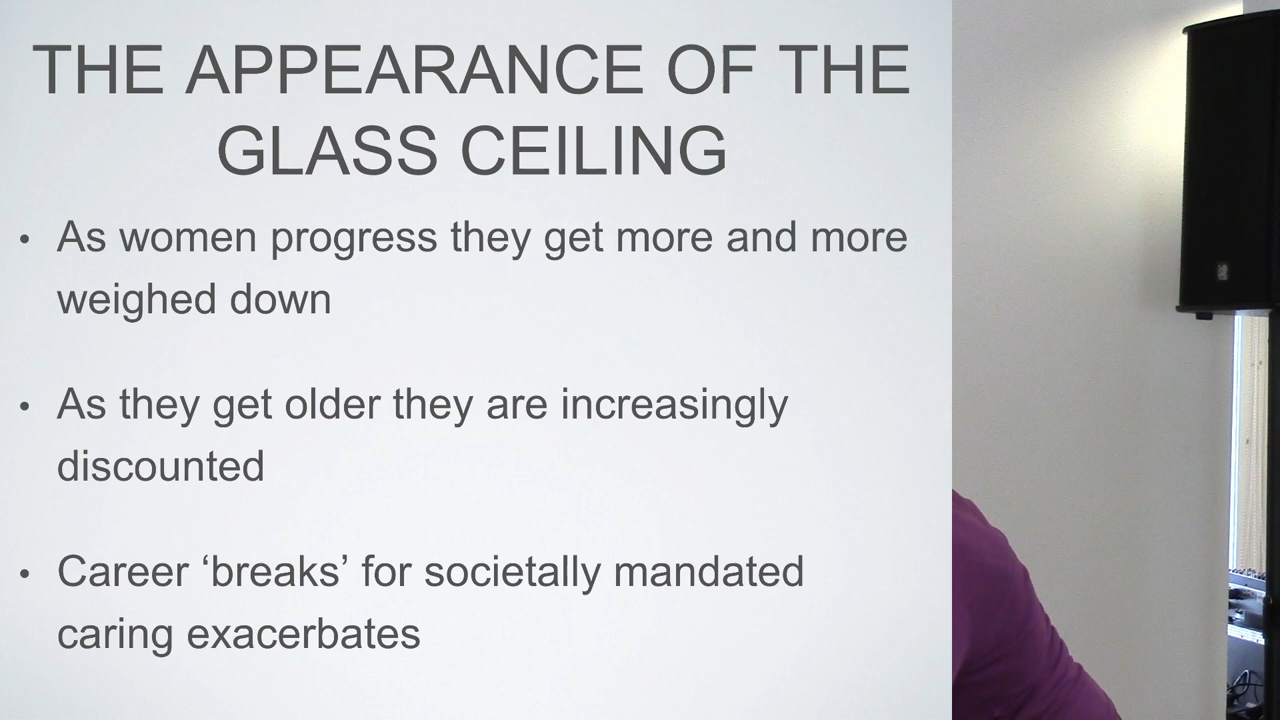 THE APPEARANCE OF THE
GLASS CEILING
• As women progress they get more and more
weighed down
• As they get older they are increasingly
discounted
• Career ‘breaks’ for societally mandated
caring exacerbates